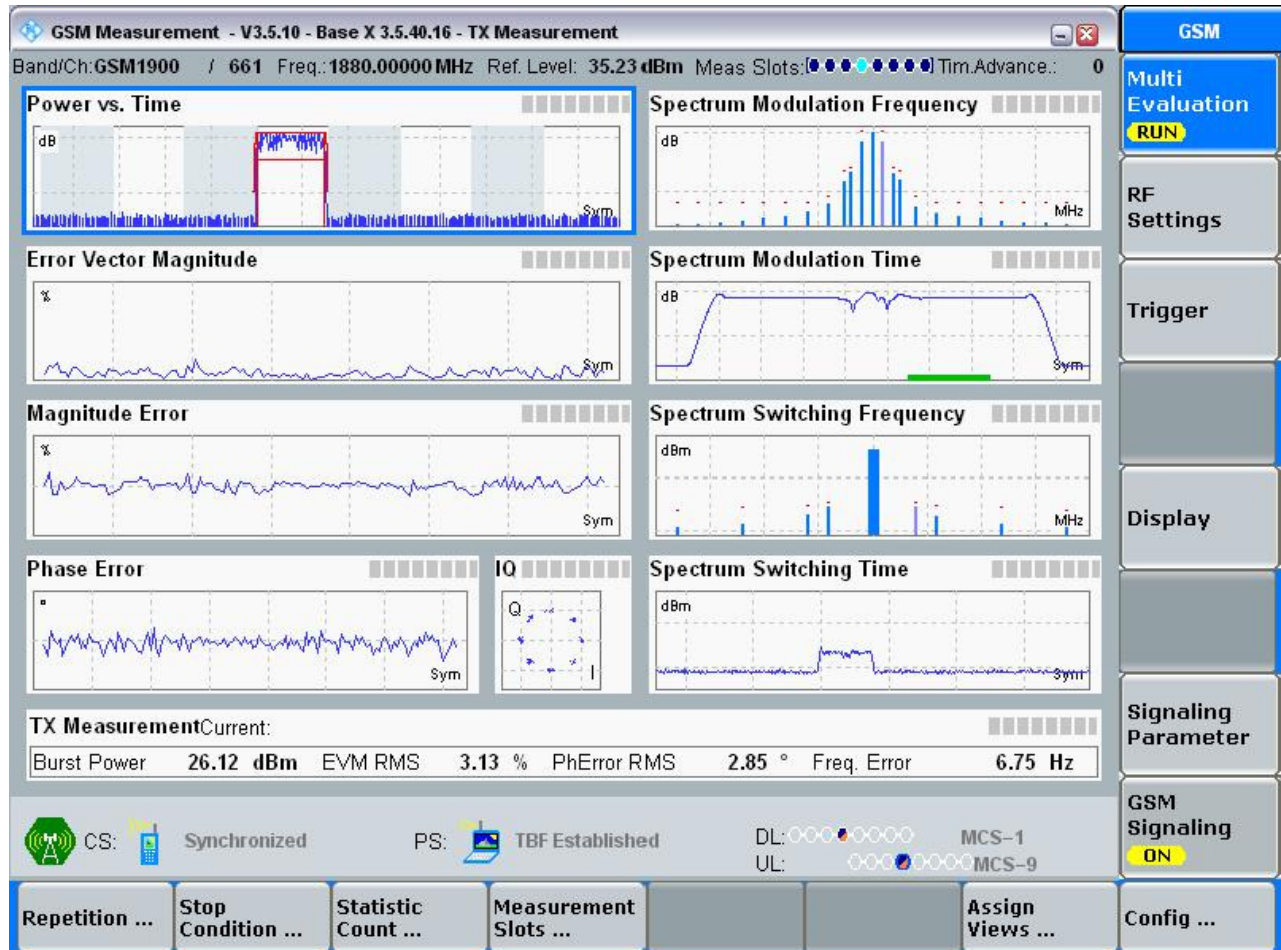 GSM Measurement - V3.5.10 - Base X 3.5.40.16 - TX Measurement
GSM
Band/Ch:GSM1900 / 661 Freq.:1880.00000 MHz Ref. Level: 35.23 dBm Meas Slots: Tim.Advance.: 0
Multi
Evaluation
RUN
Power vs. Time
dB
Sym
Spectrum Modulation Frequency
dB
MHz
RF
Settings
Error Vector Magnitude
%
Sym
Spectrum Modulation Time
dB
Sym
Trigger
Magnitude Error
%
Sym
Spectrum Switching Frequency
dBm
MHz
Display
Phase Error
°
Sym
IQ
Q
I
Spectrum Switching Time
dBm
Sym
Signaling
Parameter
TX Measurement Current:
Burst Power 26.12 dBm EVM RMS 3.13 % PhError RMS 2.85 ° Freq. Error 6.75 Hz
GSM
Signaling
ON
CS: Synchronized PS: TBF Established DL: MCS-1
UL: MCS-9
Repetition ...
Stop
Condition ...
Statistic
Count ...
Measurement
Slots ...
Assign
Views ...
Config ...